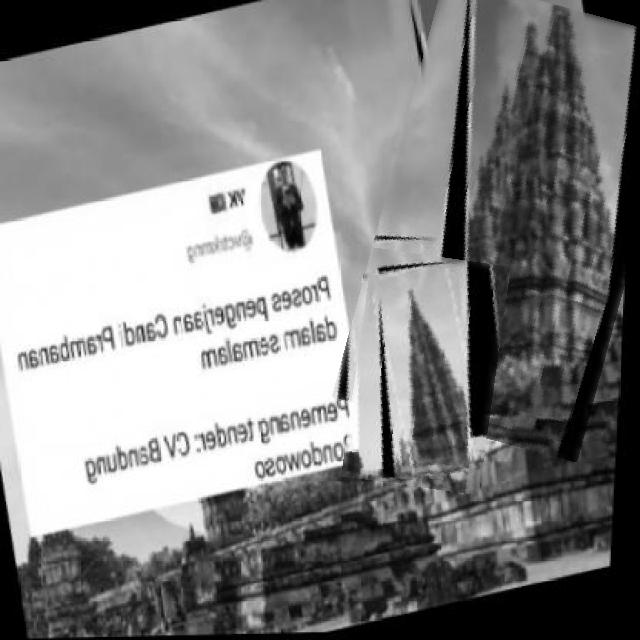 YK
Proses pengerjaan Candi Prambanan
dalam semalam
Pemenang tender: CV Bandung
Bondowoso